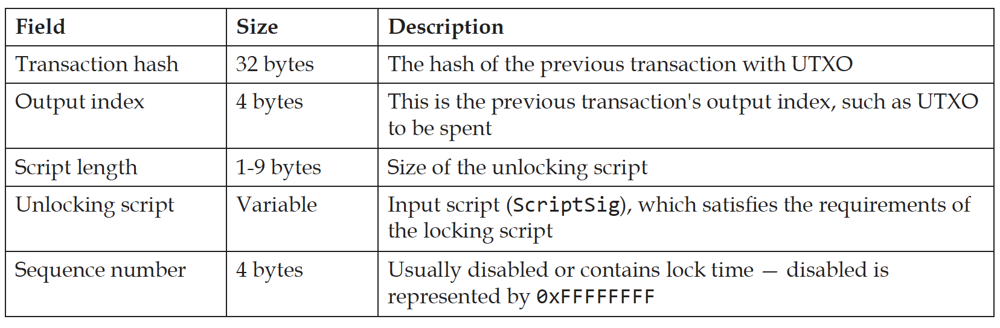 Field Size Description
Transaction hash 32 bytes The hash of the previous transaction with UTXO
Output index 4 bytes This is the previous transaction's output index, such as UTXO
to be spent
Script length 1-9 bytes Size of the unlocking script
Unlocking script Variable Input script (ScriptSig), which satisfies the requirements of
the locking script
Sequence number 4 bytes Usually disabled or contains lock time — disabled is
represented by 0xFFFFFFFF